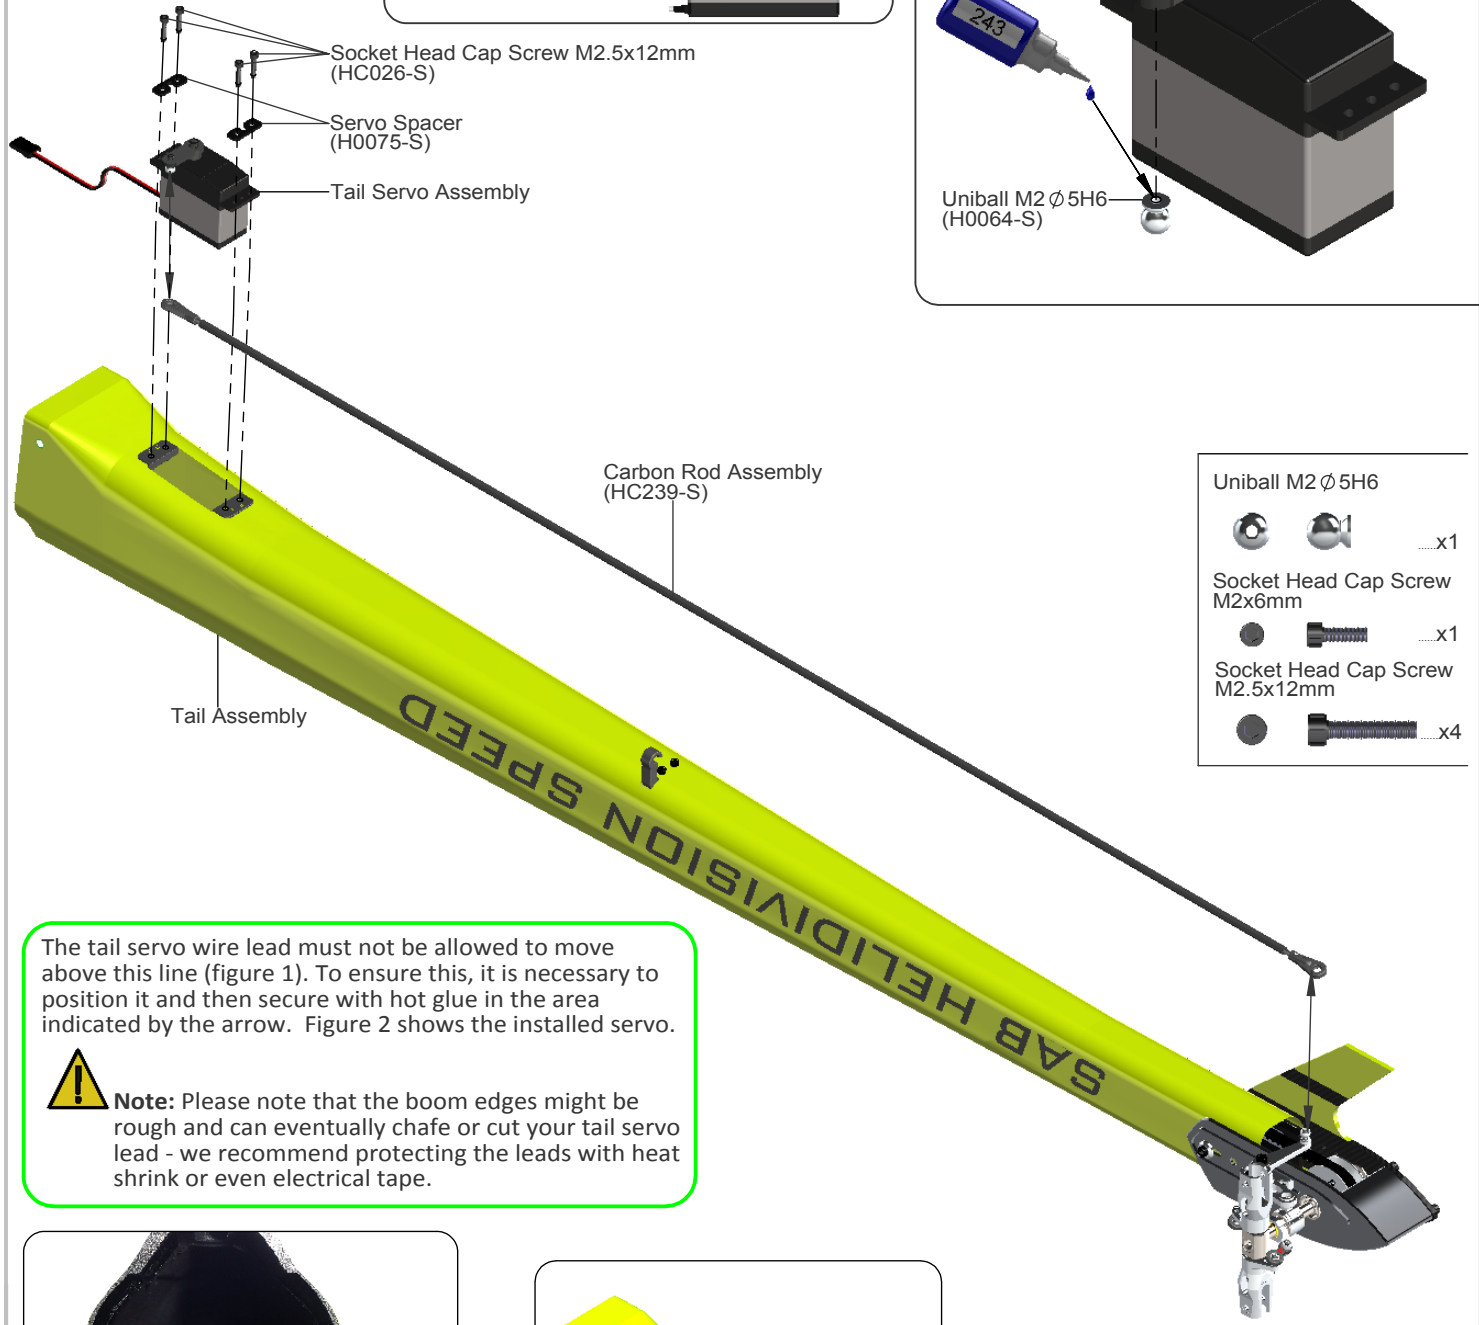 Socket Head Cap Screw M2.5x12mm
(HC026-S)
Servo Spacer
(H0075-S)
Tail Servo Assembly
243
Uniball M2 ∅ 5H6
(H0064-S)
Carbon Rod Assembly
(HC239-S)
Uniball M2 ∅ 5H6
......x1
Socket Head Cap Screw
M2x6mm
......x1
Socket Head Cap Screw
M2.5x12mm
......x4
Tail Assembly
SAB HELIDIVISION SPEED
The tail servo wire lead must not be allowed to move
above this line (figure 1). To ensure this, it is necessary to
position it and then secure with hot glue in the area
indicated by the arrow.  Figure 2 shows the installed servo.
Note: Please note that the boom edges might be
rough and can eventually chafe or cut your tail servo
lead - we recommend protecting the leads with heat
shrink or even electrical tape.